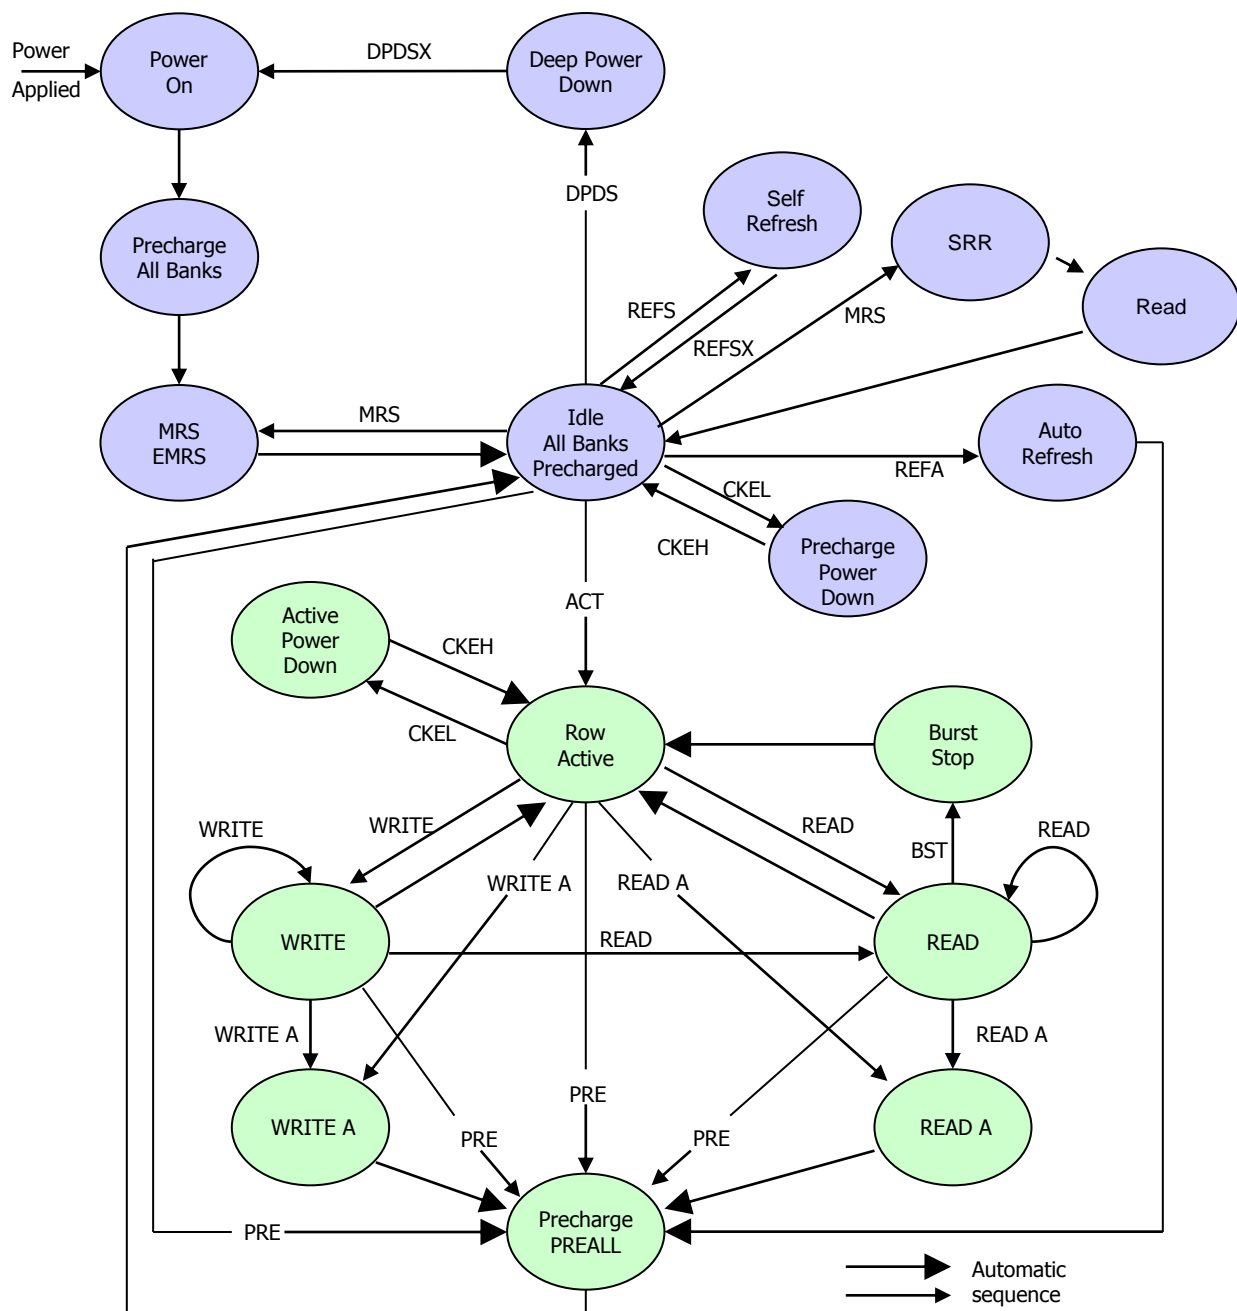 Power
Applied
Power
On
DPDSX
Deep Power
Down
DPDS
Self
Refresh
SRR
Read
Precharge
All Banks
REFS
REFSX
MRS
MRS
EMRS
MRS
Idle
All Banks
Precharged
Auto
Refresh
REFA
CKEL
CKEH
Precharge
Power
Down
ACT
Active
Power
Down
CKEH
CKEL
Row
Active
Burst
Stop
WRITE
WRITE
READ
BST
READ
WRITE A
READ A
WRITE
READ
READ
WRITE A
READ A
WRITE A
PRE
READ A
PRE
PRE
PRE
Precharge
PREALL
Automatic
sequence